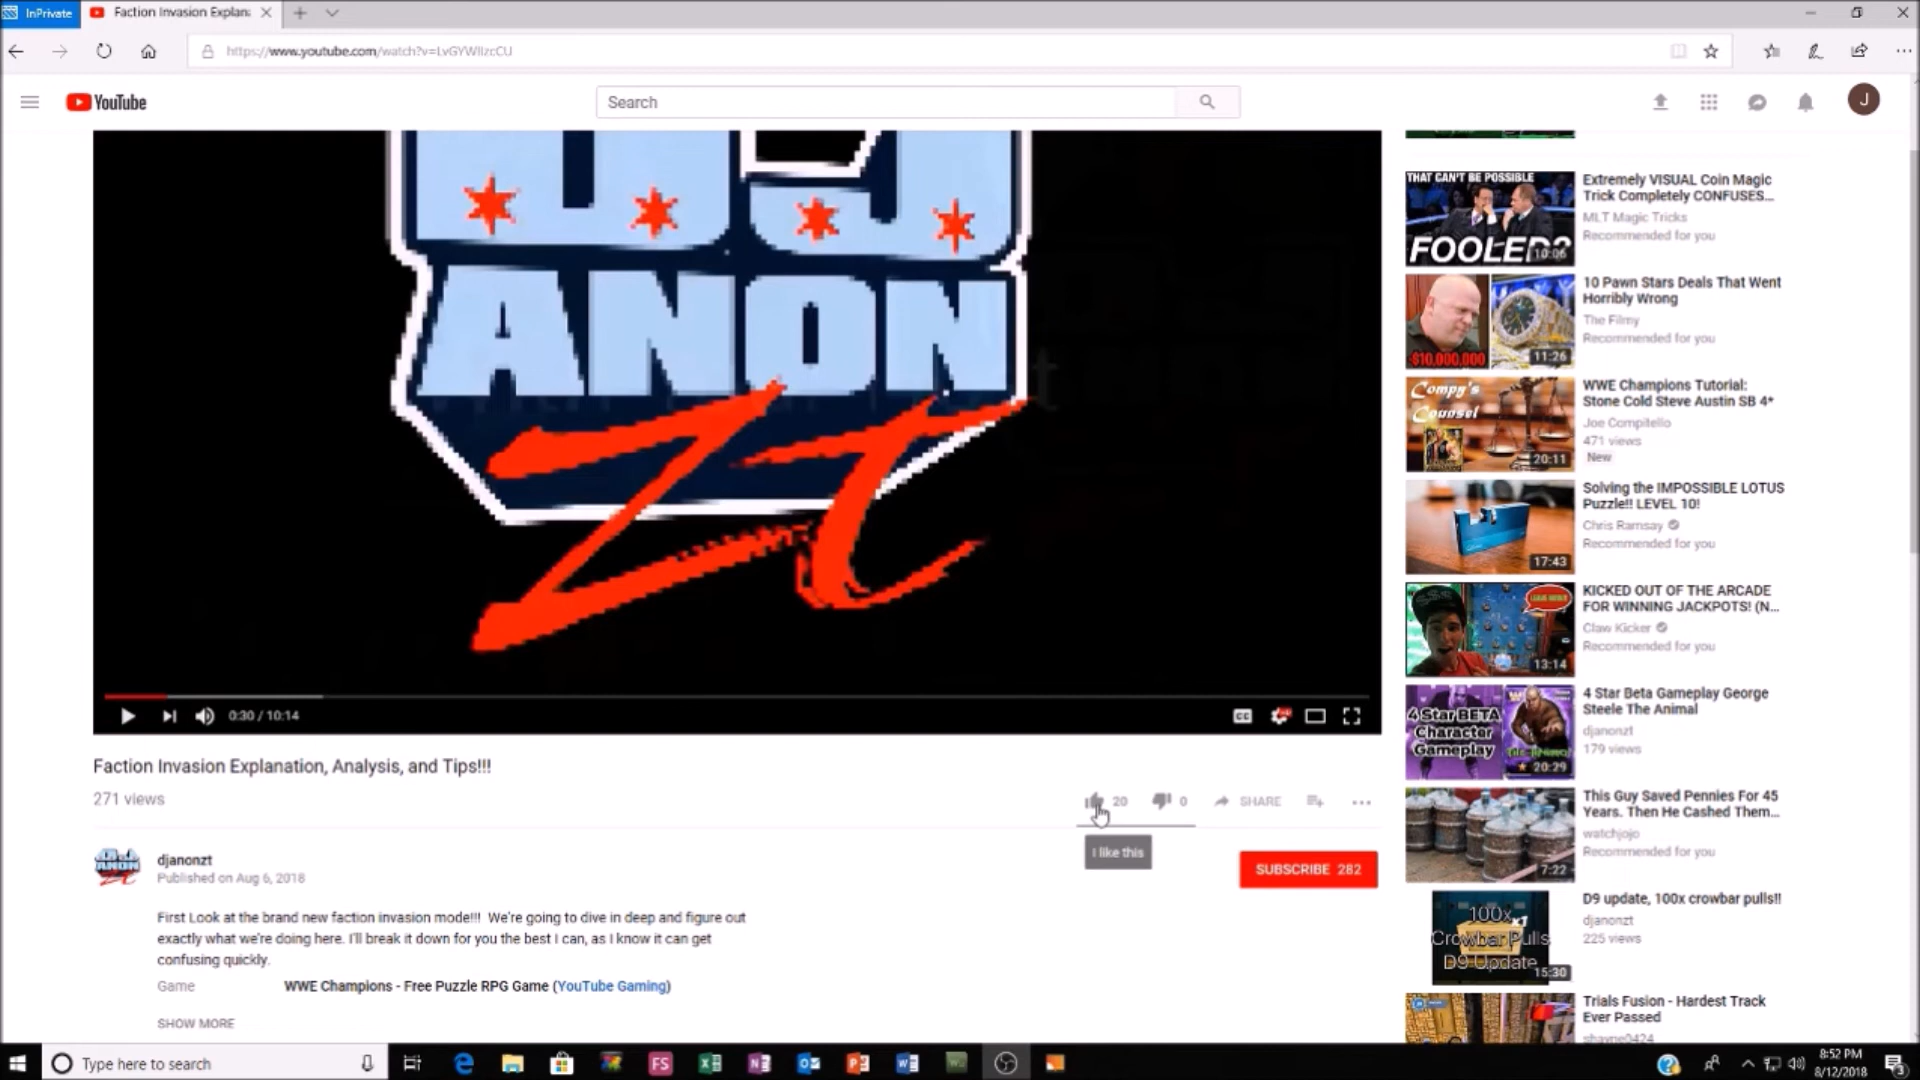 InPrivate
Faction Invasion Explan
https://www.youtube.com/watch?v=LvGYWIIzcCU
YouTube
Search
J
ANON
Zt
0:30 / 10:14
CC
Faction Invasion Explanation, Analysis, and Tips!!!
271 views
20
0
SHARE
I like this
djanonzt
Published on Aug 6, 2018
SUBSCRIBE 282
First Look at the brand new faction invasion mode!!! We're going to dive in deep and figure out
exactly what we're doing here. I'll break it down for you the best I can, as I know it can get
confusing quickly.
Game
WWE Champions - Free Puzzle RPG Game (YouTube Gaming)
SHOW MORE
THAT CAN'T BE POSSIBLE
FOOLED?
10:06
Extremely VISUAL Coin Magic
Trick Completely CONFUSES...
MLT Magic Tricks
Recommended for you
$10,000,000
11:26
10 Pawn Stars Deals That Went
Horribly Wrong
The Filmy
Recommended for you
Compy's
Counsel
20:11
WWE Champions Tutorial:
Stone Cold Steve Austin SB 4*
Joe Compitello
471 views
New
17:43
Solving the IMPOSSIBLE LOTUS
Puzzle!! LEVEL 10!
Chris Ramsay
Recommended for you
13:14
KICKED OUT OF THE ARCADE
FOR WINNING JACKPOTS! (N...
Claw Kicker
Recommended for you
4 Star BETA
Character
Gameplay
20:29
4 Star Beta Gameplay George
Steele The Animal
djanonzt
179 views
7:22
This Guy Saved Pennies For 45
Years. Then He Cashed Them...
watchjojo
Recommended for you
100x
Crowbar Pulls
D9 Update
15:30
D9 update, 100x crowbar pulls!!
djanonzt
225 views
Trials Fusion - Hardest Track
Ever Passed
shayne0424
Type here to search
FS
8:52 PM
8/12/2018
3